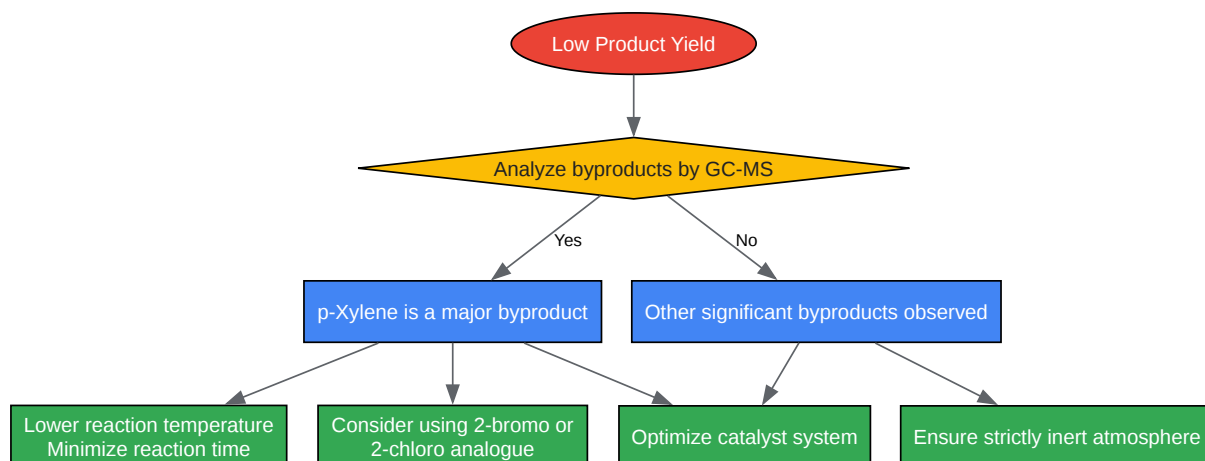 Low Product Yield
Analyze byproducts by GC-MS
Yes
No
p-Xylene is a major byproduct
Other significant byproducts observed
Lower reaction temperature
Minimize reaction time
Consider using 2-bromo or
2-chloro analogue
Optimize catalyst system
Ensure strictly inert atmosphere